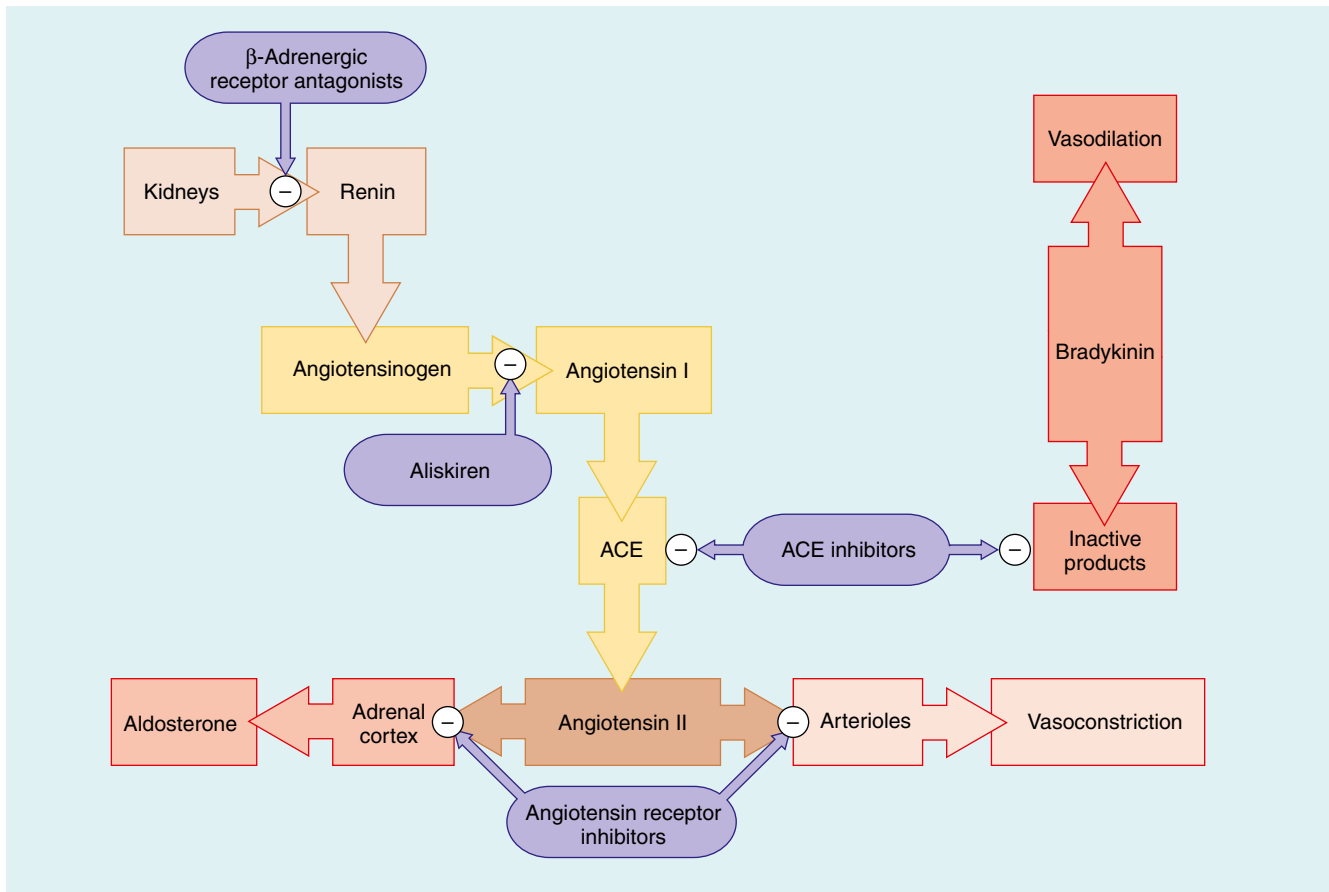 β-Adrenergic
receptor antagonists
Vasodilation
Kidneys
−
Renin
Bradykinin
Angiotensinogen
−
Angiotensin I
Aliskiren
ACE
−
ACE inhibitors
−
Inactive
products
Aldosterone
Adrenal
cortex
−
Angiotensin II
−
Arterioles
Vasoconstriction
Angiotensin receptor
inhibitors